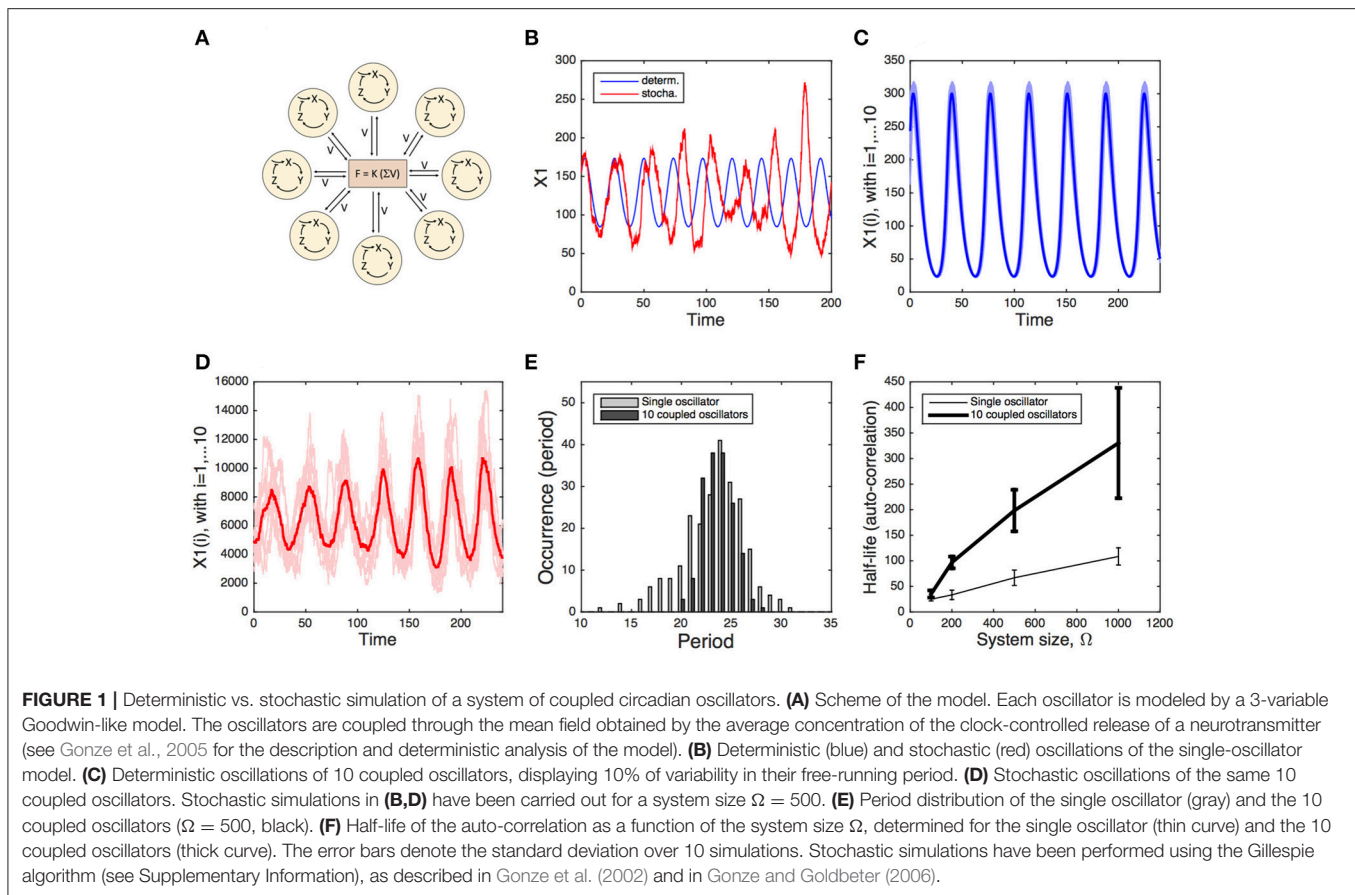 A
X
Z
Y
X
Z
Y
X
Z
Y
X
Z
Y
X
Z
Y
X
Z
Y
X
Z
Y
X
Z
Y
V
V
V
V
V
V
V
V
F = K (ΣV)
B
300
250
200
150
100
50
0
X1
determ.
stocha.
0
50
100
150
200
Time
C
350
300
250
200
150
100
50
0
X1(i), with i=1,...10
0
50
100
150
200
Time
D
16000
14000
12000
10000
8000
6000
4000
2000
0
X1(i), with i=1,...10
0
50
100
150
200
Time
E
50
40
30
20
10
0
Occurrence (period)
Single oscillator
10 coupled oscillators
10
15
20
25
30
35
Period
F
450
400
350
300
250
200
150
100
50
0
Half-life (auto-correlation)
Single oscillator
10 coupled oscillators
0
200
400
600
800
1000
1200
System size, Ω
FIGURE 1 | Deterministic vs. stochastic simulation of a system of coupled circadian oscillators. (A) Scheme of the model. Each oscillator is modeled by a 3-variable
Goodwin-like model. The oscillators are coupled through the mean field obtained by the average concentration of the clock-controlled release of a neurotransmitter
(see Gonze et al., 2005 for the description and deterministic analysis of the model). (B) Deterministic (blue) and stochastic (red) oscillations of the single-oscillator
model. (C) Deterministic oscillations of 10 coupled oscillators, displaying 10% of variability in their free-running period. (D) Stochastic oscillations of the same 10
coupled oscillators. Stochastic simulations in (B,D) have been carried out for a system size Ω = 500. (E) Period distribution of the single oscillator (gray) and the 10
coupled oscillators (Ω = 500, black). (F) Half-life of the auto-correlation as a function of the system size Ω, determined for the single oscillator (thin curve) and the 10
coupled oscillators (thick curve). The error bars denote the standard deviation over 10 simulations. Stochastic simulations have been performed using the Gillespie
algorithm (see Supplementary Information), as described in Gonze et al. (2002) and in Gonze and Goldbeter (2006).